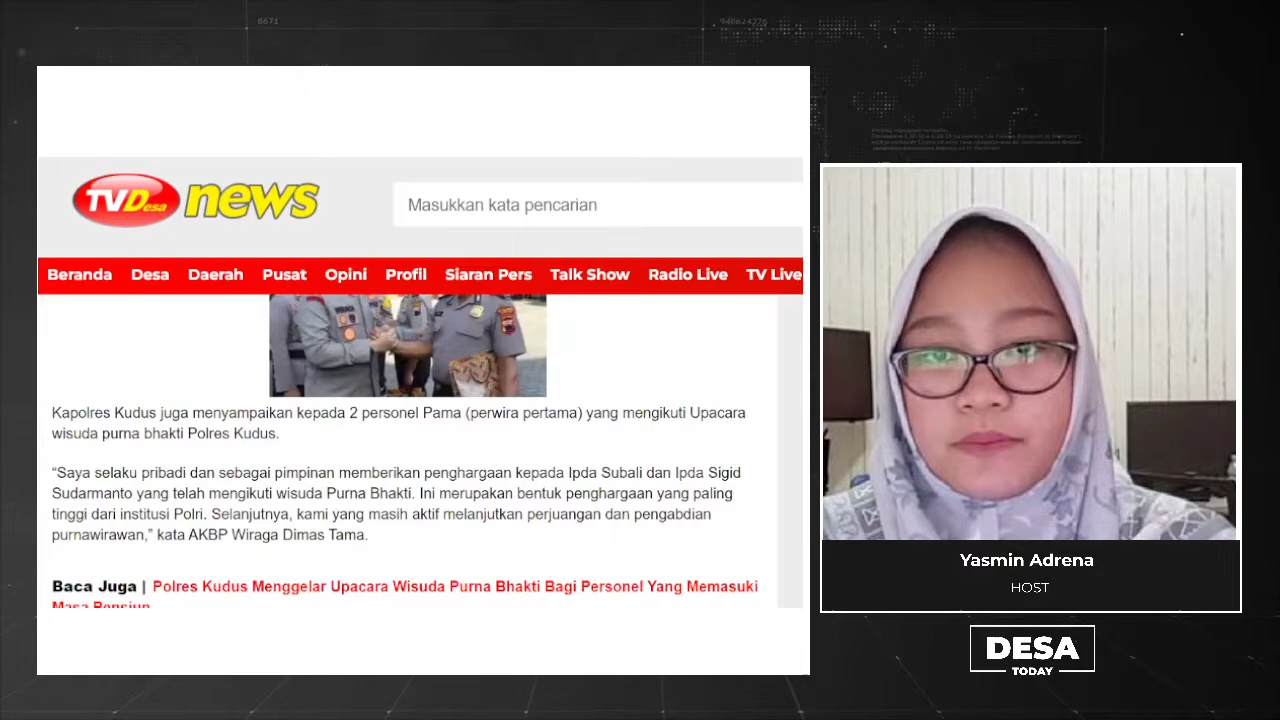 6671
948624776
TVDesa news
Masukkan kata pencarian
Beranda Desa Daerah Pusat Opini Profil Siaran Pers Talk Show Radio Live TV Live
Kapolres Kudus juga menyampaikan kepada 2 personel Pama (perwira pertama) yang mengikuti Upacara
wisuda purna bhakti Polres Kudus.
“Saya selaku pribadi dan sebagai pimpinan memberikan penghargaan kepada Ipda Subali dan Ipda Sigid
Sudarmanto yang telah mengikuti wisuda Purna Bhakti. Ini merupakan bentuk penghargaan yang paling
tinggi dari institusi Polri. Selanjutnya, kami yang masih aktif melanjutkan perjuangan dan pengabdian
purnawirawan,” kata AKBP Wiraga Dimas Tama.
Baca Juga | Polres Kudus Menggelar Upacara Wisuda Purna Bhakti Bagi Personel Yang Memasuki
Masa Pensiun
Yasmin Adrena
HOST
DESA
TODAY